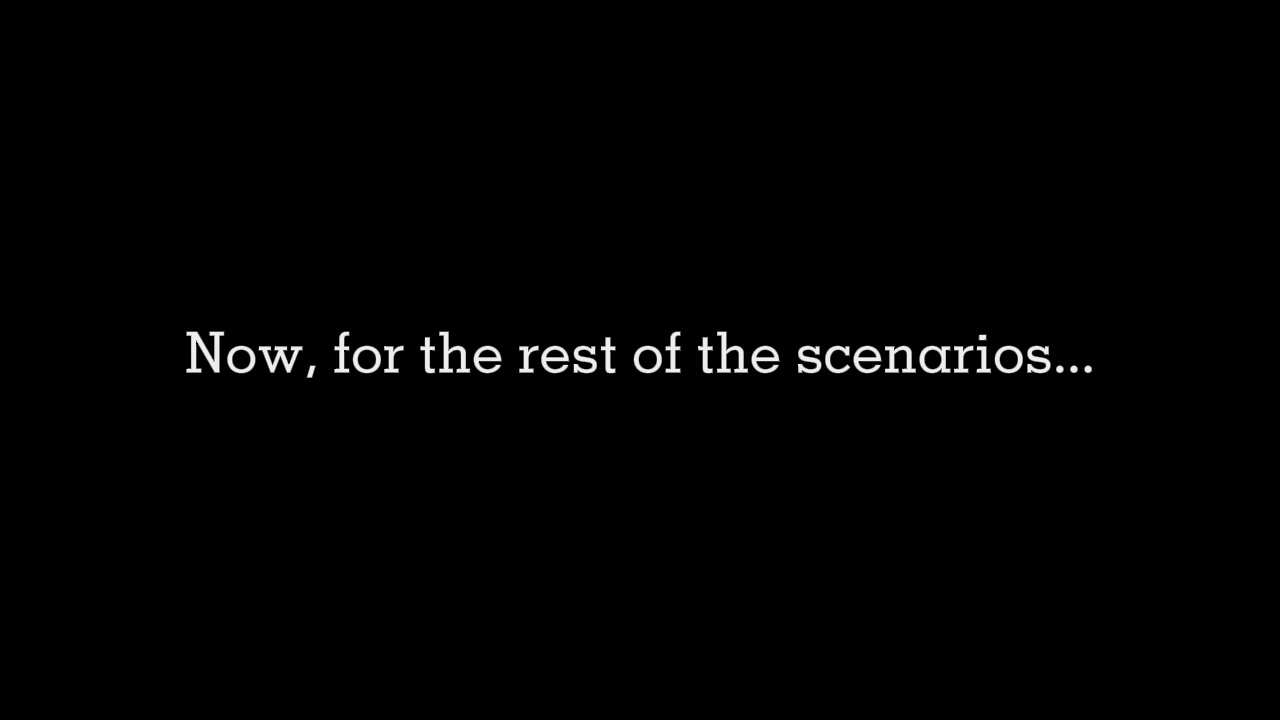 Now, for the rest of the scenarios...